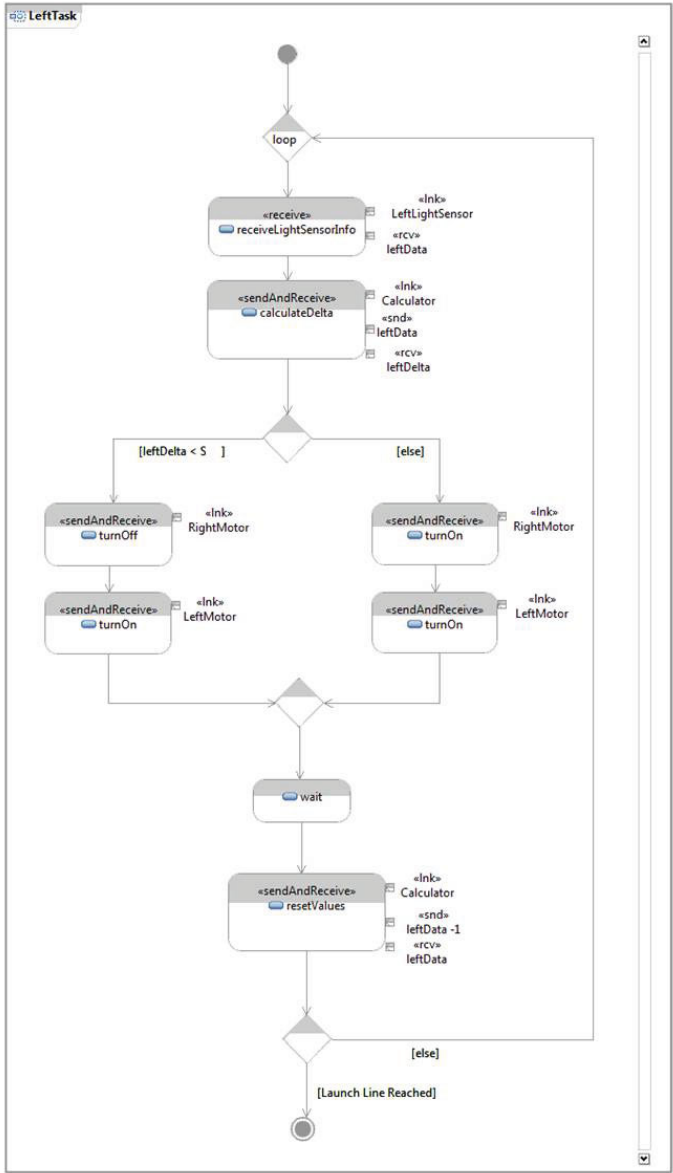 LeftTask
loop
«receive»
receiveLightSensorInfo
«lnk»
LeftLightSensor
«rcv»
leftData
«sendAndReceive»
calculateDelta
«lnk»
Calculator
«snd»
leftData
«rcv»
leftDelta
[leftDelta < S ]
[else]
«sendAndReceive»
turnOff
«lnk»
RightMotor
«sendAndReceive»
turnOn
«lnk»
RightMotor
«sendAndReceive»
turnOn
«lnk»
LeftMotor
«sendAndReceive»
turnOn
«lnk»
LeftMotor
wait
«sendAndReceive»
resetValues
«lnk»
Calculator
«snd»
leftData -1
«rcv»
leftData
[else]
[Launch Line Reached]